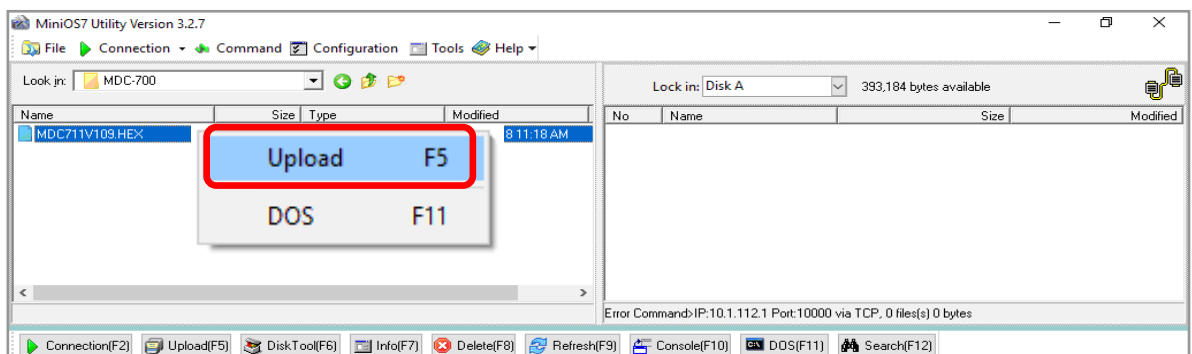 MiniOS7 Utility Version 3.2.7
File Connection Command Configuration Tools Help
Look in: MDC-700
Lock in: Disk A 393,184 bytes available
Name Size Type Modified
No Name Size Modified
MDC711V109.HEX 8 11:18 AM
Upload F5
DOS F11
Error Command>IP:10.1.112.1 Port:10000 via TCP, 0 files(s) 0 bytes
Connection(F2) Upload(F5) DiskTool(F6) Info(F7) Delete(F8) Refresh(F9) Console(F10) DOS(F11) Search(F12)